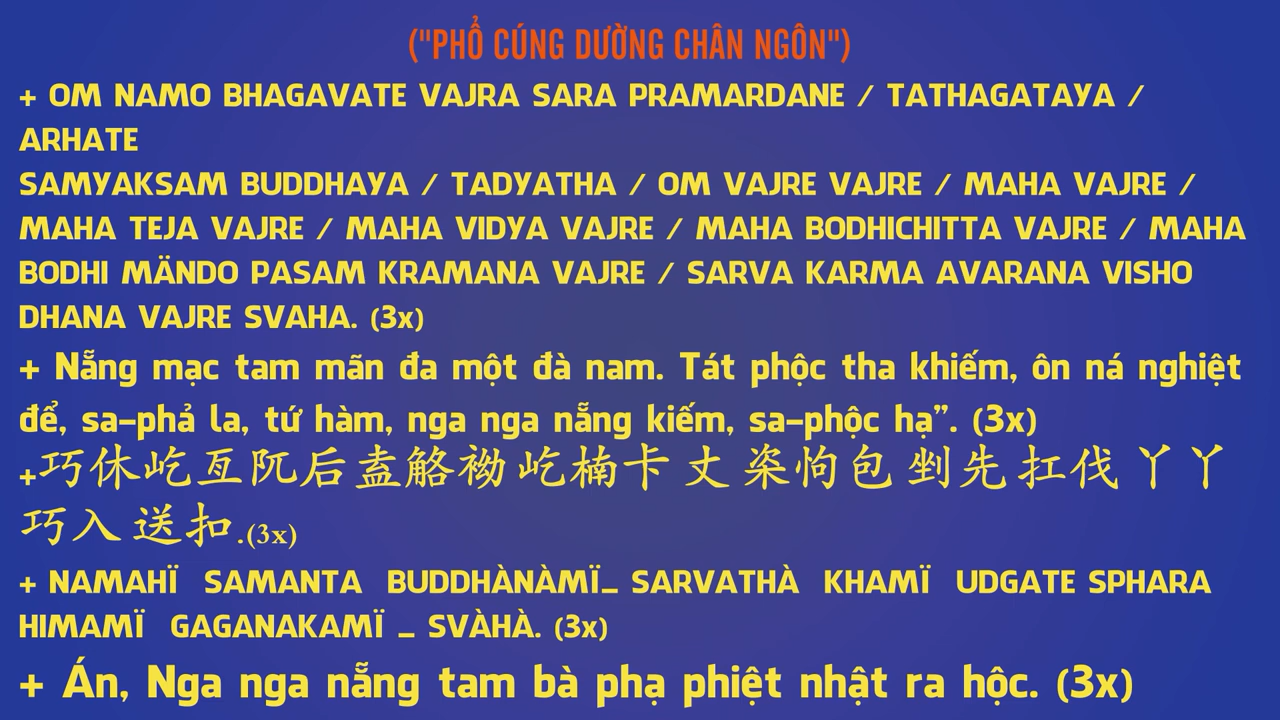 ("PHỔ CÚNG DƯỜNG CHÂN NGÔN")
+ OM NAMO BHAGAVATE VAJRA SARA PRAMARDANE / TATHAGATAYA /
ARHATE
SAMYAKSAM BUDDHAYA / TADYATHA / OM VAJRE VAJRE / MAHA VAJRE /
MAHA TEJA VAJRE / MAHA VIDYA VAJRE / MAHA BODHICHITTA VAJRE / MAHA
BODHI MÄNDO PASAM KRAMANA VAJRE / SARVA KARMA AVARANA VISHO
DHANA VAJRE SVAHA. (3x)
+ Nẵng mạc tam mãn đa một đà nam. Tát phộc tha khiếm, ôn ná nghiệt
để, sa-phả la, tứ hàm, nga nga nẵng kiếm, sa-phộc hạ”. (3x)
+巧休屹亙阢后盍觡袎 屹楠卡 丈 桼怐包 剉先 扛伐 丫丫
巧入 送扣.(3x)
+ NAMAHÏ SAMANTA BUDDHÀNÀMÏ_ SARVATHÀ KHAMÏ UDGATE SPHARA
HIMAMÏ GAGANAKAMÏ _ SVÀHÀ. (3x)
+ Án, Nga nga nẵng tam bà phạ phiệt nhật ra hộc. (3x)